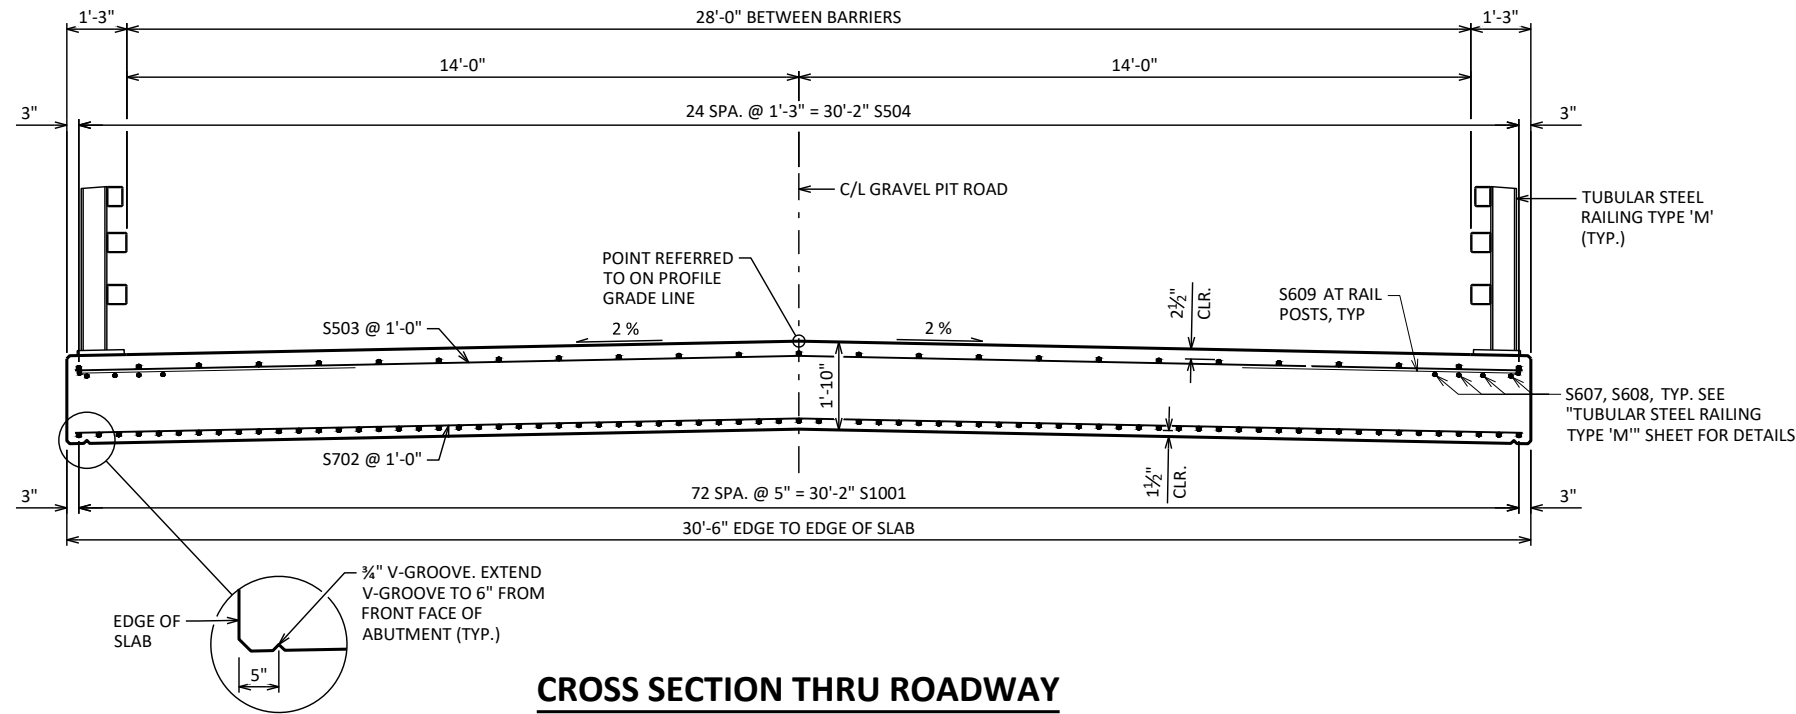 1'-3"
28'-0" BETWEEN BARRIERS
1'-3"
14'-0"
14'-0"
3"
24 SPA. @ 1'-3" = 30'-2" S504
3"
C/L GRAVEL PIT ROAD
TUBULAR STEEL
RAILING TYPE 'M'
(TYP.)
POINT REFERRED
TO ON PROFILE
GRADE LINE
2½"
CLR.
S609 AT RAIL
POSTS, TYP
S503 @ 1'-0"
2 %
2 %
1'-10"
S607, S608, TYP. SEE
"TUBULAR STEEL RAILING
TYPE 'M'" SHEET FOR DETAILS
S702 @ 1'-0"
1½"
CLR.
3"
72 SPA. @ 5" = 30'-2" S1001
3"
30'-6" EDGE TO EDGE OF SLAB
¾" V-GROOVE. EXTEND
V-GROOVE TO 6" FROM
FRONT FACE OF
ABUTMENT (TYP.)
EDGE OF
SLAB
5"
CROSS SECTION THRU ROADWAY